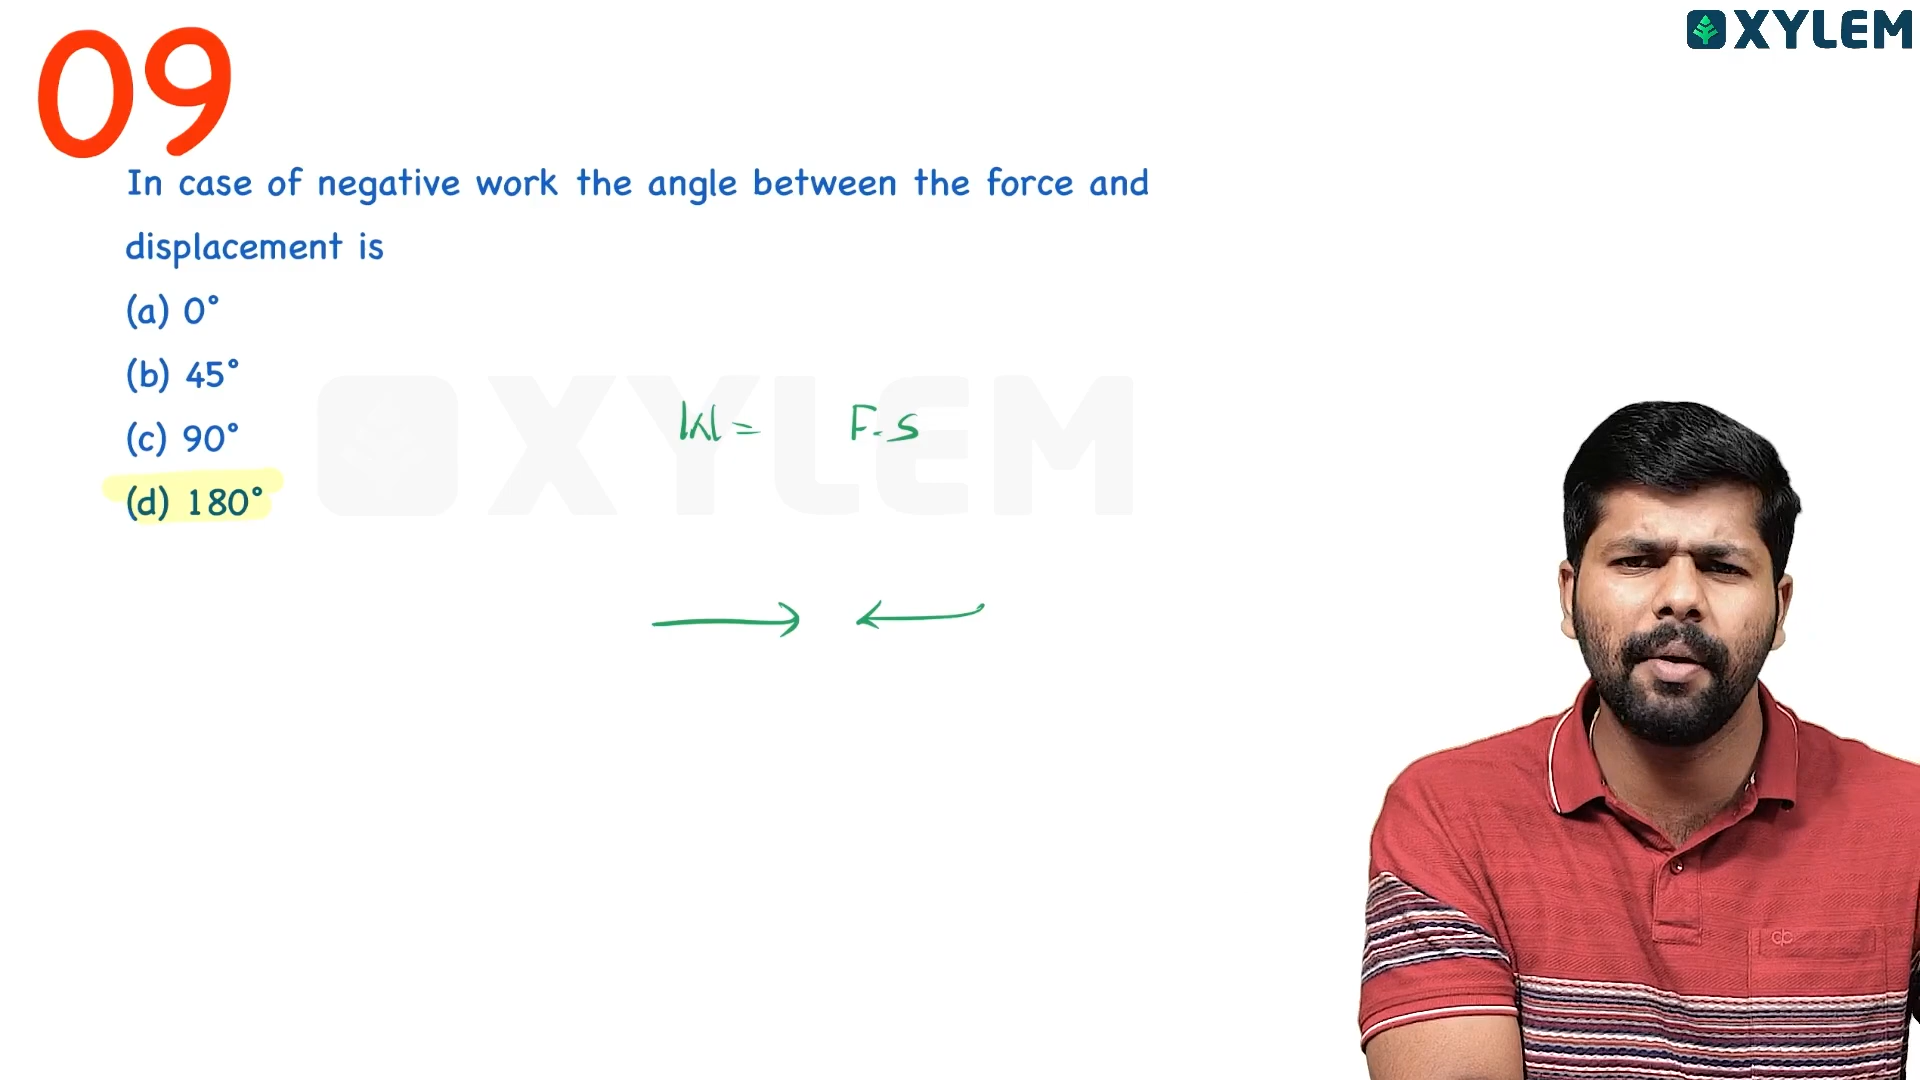 09
XYLEM
In case of negative work the angle between the force and
displacement is
(a) 0°
(b) 45°
(c) 90°
(d) 180°
XYLEM
W = F.S